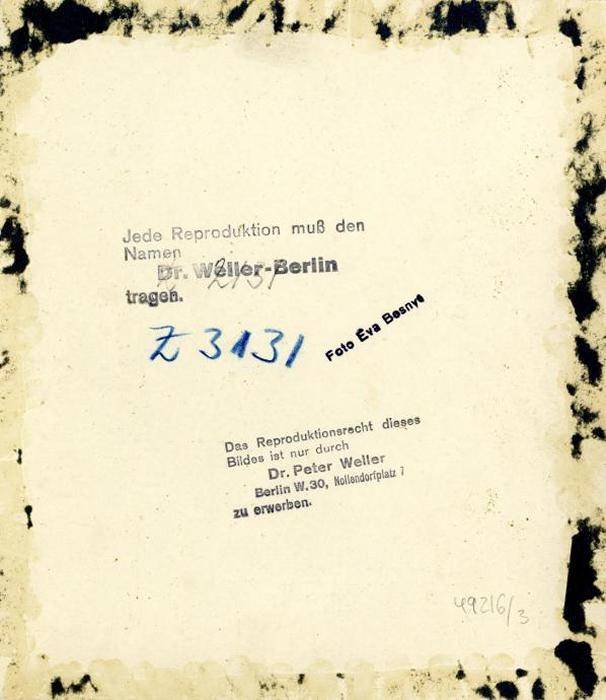 Jede Reproduktion muß den
Namen
Dr. Weller-Berlin
tragen.
Z 3131
Foto Eva Besnyö
Das Reproduktionsrecht dieses
Bildes ist nur durch
Dr. Peter Weller
Berlin W.30, Nollendorfplatz 7
zu erwerben.
49216/3